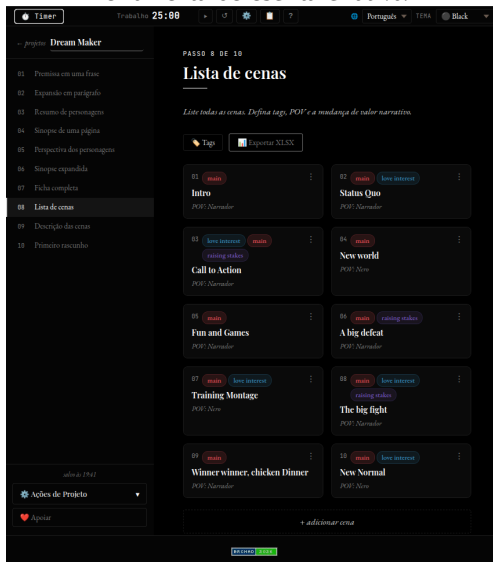 Timer Trabalho 25:00 ? Português TEMA Black
← projetos Dream Maker
01 Premissa em uma frase
02 Expansão em parágrafo
03 Resumo de personagens
04 Sinopse de uma página
05 Perspectiva dos personagens
06 Sinopse expandida
07 Ficha completa
08 Lista de cenas
09 Descrição das cenas
10 Primeiro rascunho
salvo às 19:41
Ações de Projeto
Apoiar
PASSO 8 DE 10
Lista de cenas
Liste todas as cenas. Defina tags, POV e a mudança de valor narrativo.
Tags Exportar XLSX
01 main
Intro
POV: Narrador
02 main love interest
Status Quo
POV: Narrador
03 love interest main
raising stakes
Call to Action
POV: Narrador
04 main
New world
POV: Nero
05 main
Fun and Games
POV: Narrador
06 main raising stakes
A big defeat
POV: Narrador
07 main love interest
Training Montage
POV: Nero
08 main love interest
raising stakes
The big fight
POV: Narrador
09 main
Winner winner, chicken Dinner
POV: Narrador
10 main love interest
New Normal
POV: Nero
+ adicionar cena